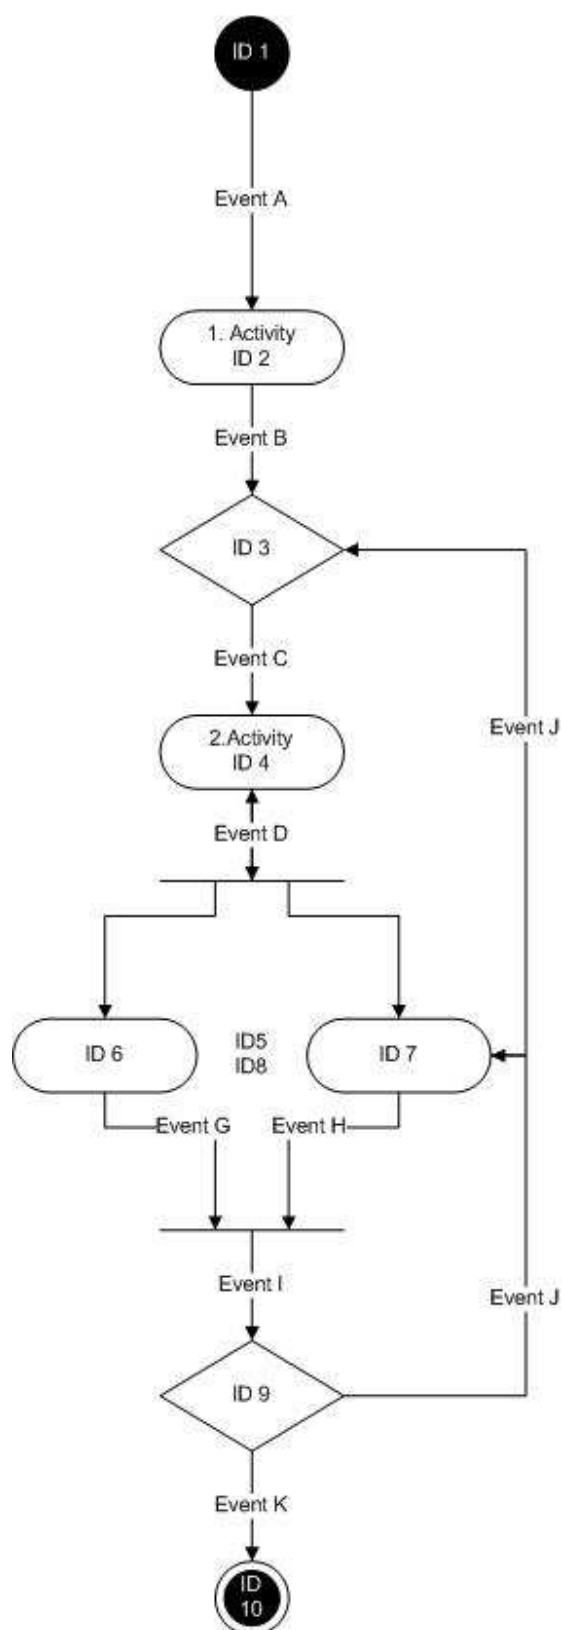 ID 1
Event A
1. Activity
ID 2
Event B
ID 3
Event C
Event J
2.Activity
ID 4
Event D
ID 6
ID5
ID8
ID 7
Event G
Event H
Event I
Event J
ID 9
Event K
ID
10